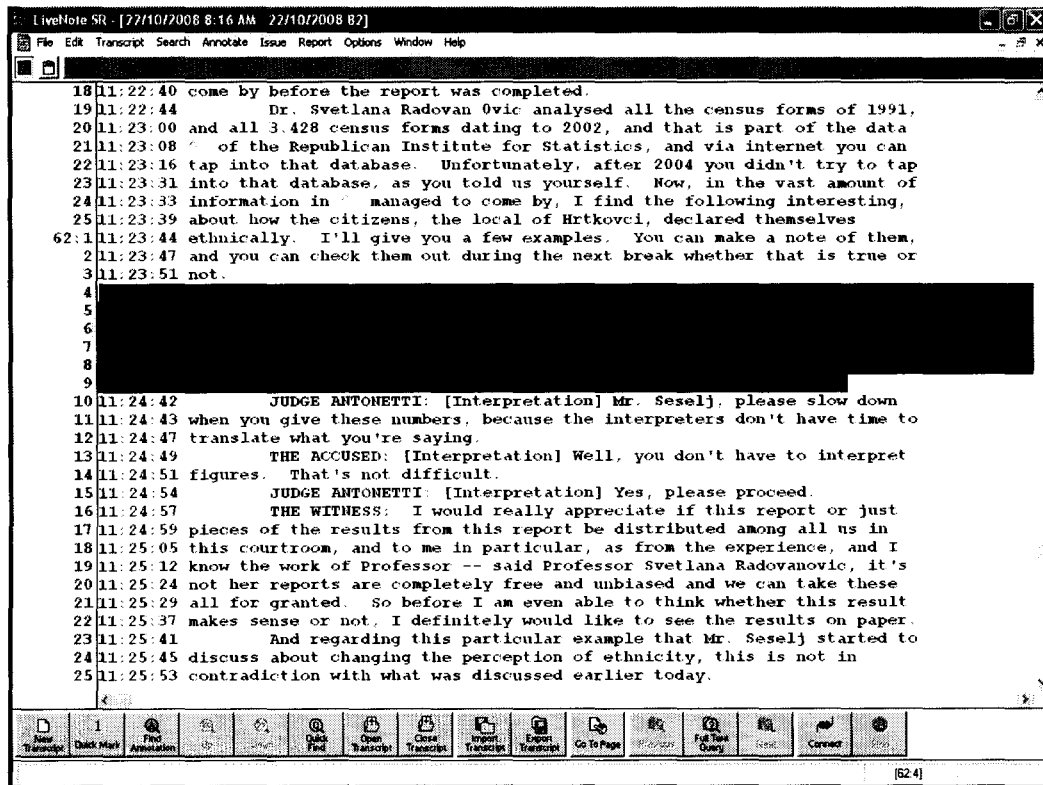 LiveNote SR - [22/10/2008 8:16 AM 22/10/2008 82]
File Edit Transcript Search Annotate Issue Report Options Window Help
18 11:22:40 come by before the report was completed.
19 11:22:44 Dr. Svetlana Radovan Ovic analysed all the census forms of 1991,
20 11:23:00 and all 3.428 census forms dating to 2002, and that is part of the data
21 11:23:08 of the Republican Institute for Statistics, and via internet you can
22 11:23:16 tap into that database. Unfortunately, after 2004 you didn't try to tap
23 11:23:31 into that database, as you told us yourself. Now, in the vast amount of
24 11:23:33 information in managed to come by, I find the following interesting,
25 11:23:39 about how the citizens, the local of Hrtkovci, declared themselves
62:1 11:23:44 ethnically. I'll give you a few examples. You can make a note of them,
2 11:23:47 and you can check them out during the next break whether that is true or
3 11:23:51 not.
4
5
6
7
8
9
10 11:24:42 JUDGE ANTONETTI: [Interpretation] Mr. Seselj, please slow down
11 11:24:43 when you give these numbers, because the interpreters don't have time to
12 11:24:47 translate what you're saying.
13 11:24:49 THE ACCUSED: [Interpretation] Well, you don't have to interpret
14 11:24:51 figures. That's not difficult.
15 11:24:54 JUDGE ANTONETTI: [Interpretation] Yes, please proceed.
16 11:24:57 THE WITNESS: I would really appreciate if this report or just
17 11:24:59 pieces of the results from this report be distributed among all us in
18 11:25:05 this courtroom, and to me in particular, as from the experience, and I
19 11:25:12 know the work of Professor -- said Professor Svetlana Radovanovic, it's
20 11:25:24 not her reports are completely free and unbiased and we can take these
21 11:25:29 all for granted. So before I am even able to think whether this result
22 11:25:37 makes sense or not, I definitely would like to see the results on paper.
23 11:25:41 And regarding this particular example that Mr. Seselj started to
24 11:25:45 discuss about changing the perception of ethnicity, this is not in
25 11:25:53 contradiction with what was discussed earlier today.
New Transcript 1 Quick Mark Find Annotation Up Quick Find Open Transcript Close Transcript Import Transcript Export Transcript Go To Page Previous Full Text Query Connect
[62:4]